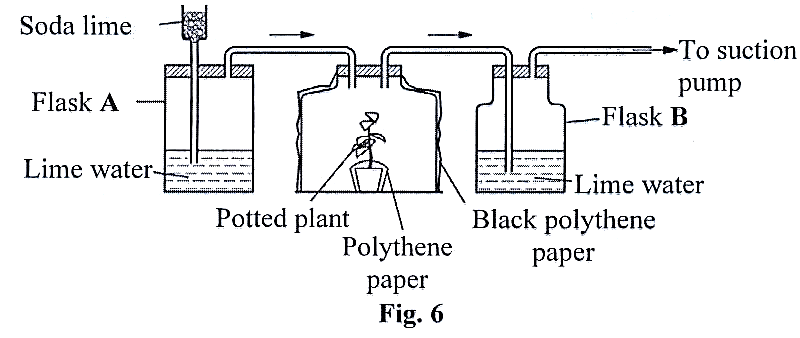 Soda lime
To suction
pump
Flask A
Flask B
Lime water
Lime water
Potted plant
Polythene
paper
Black polythene
paper
Fig. 6